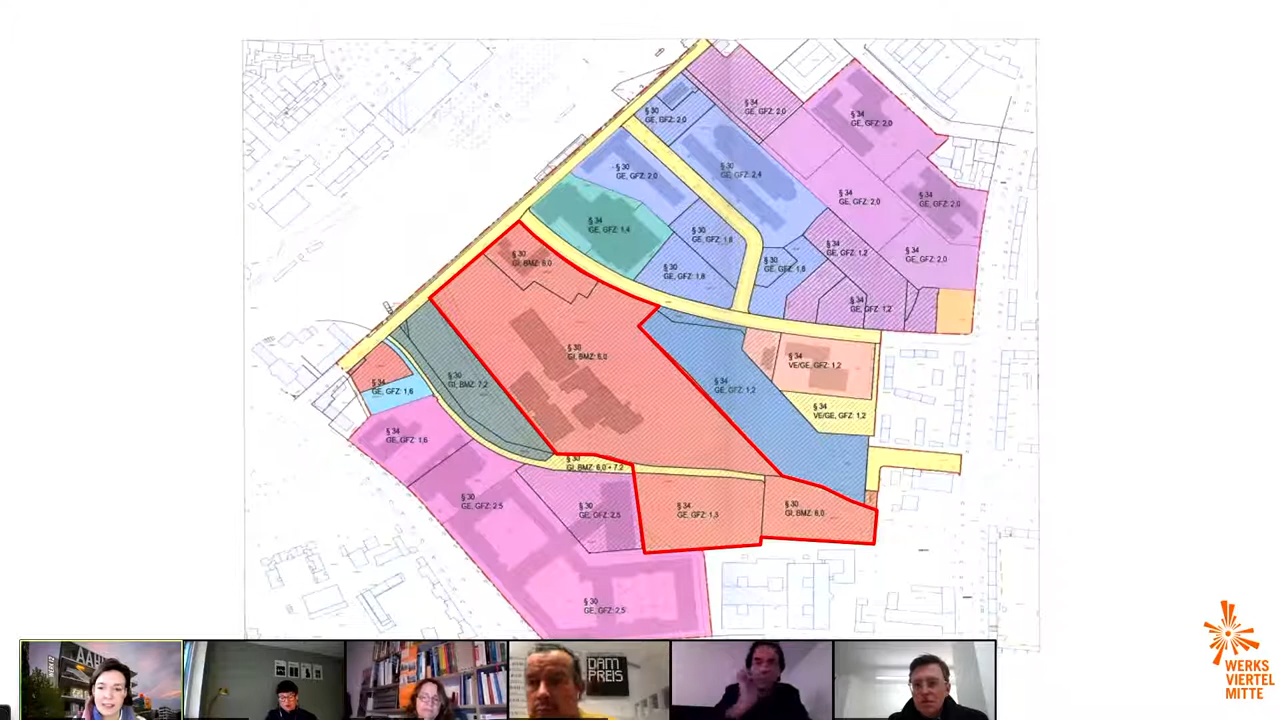 § 34
GE, GFZ: 2,0
§ 34
GE, GFZ: 2,0
§ 30
GE, GFZ: 2,0
§ 30
GE, GFZ: 2,0
§ 30
GE, GFZ: 2,4
§ 34
GE, GFZ: 2,0
§ 34
GE, GFZ: 2,0
§ 34
GE, GFZ: 1,4
§ 30
GE, GFZ: 1,8
§ 34
GE, GFZ: 1,2
§ 34
GE, GFZ: 2,0
§ 30
GI, BMZ: 6,0
§ 30
GE, GFZ: 1,8
§ 30
GE, GFZ: 1,8
§ 34
GE, GFZ: 1,2
§ 30
GI, BMZ: 6,0
§ 34
VE/GE, GFZ: 1,2
§ 34
GE, GFZ: 1,6
§ 30
GI, BMZ: 7,2
§ 34
GE, GFZ: 1,2
§ 34
VE/GE, GFZ: 1,2
§ 34
GE, GFZ: 1,6
§ 30
GI, BMZ: 6,0 + 7,2
§ 30
GE, GFZ: 2,5
§ 30
GE, GFZ: 2,5
§ 34
GE, GFZ: 1,3
§ 30
GI, BMZ: 6,0
§ 30
GE, GFZ: 2,5
DAM
PREIS
WERKS
VIERTEL
MITTE